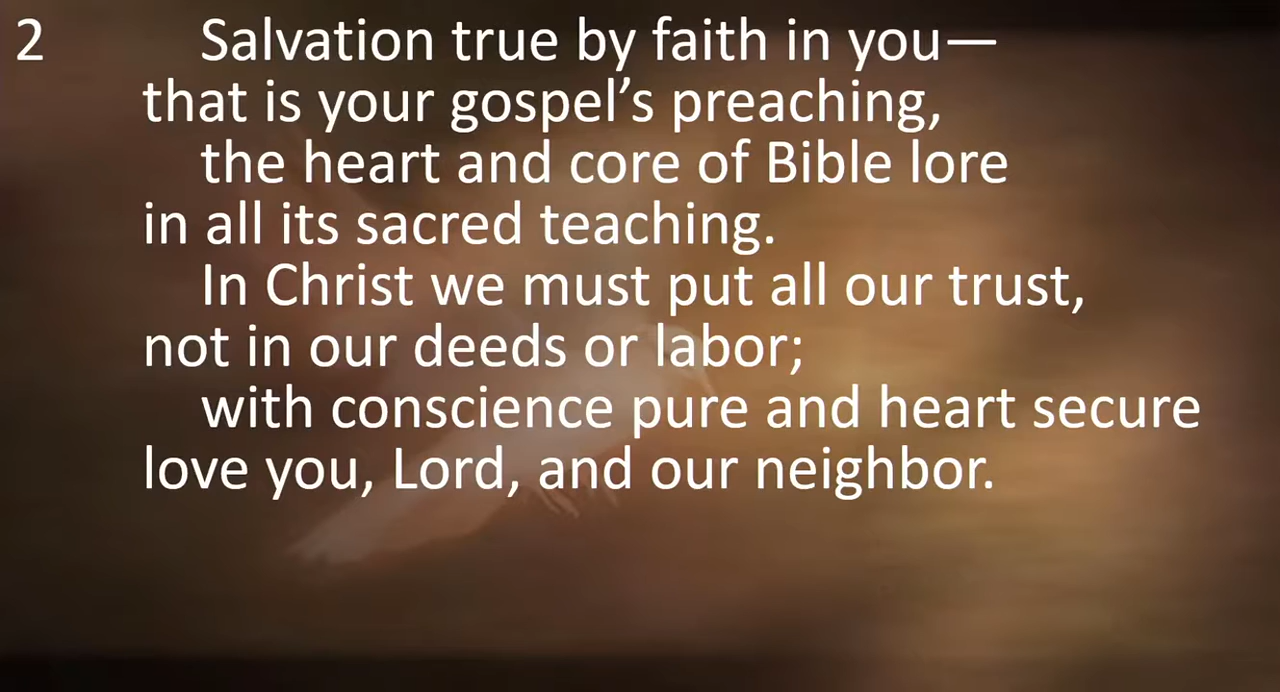 2 Salvation true by faith in you—
that is your gospel’s preaching,
the heart and core of Bible lore
in all its sacred teaching.
In Christ we must put all our trust,
not in our deeds or labor;
with conscience pure and heart secure
love you, Lord, and our neighbor.